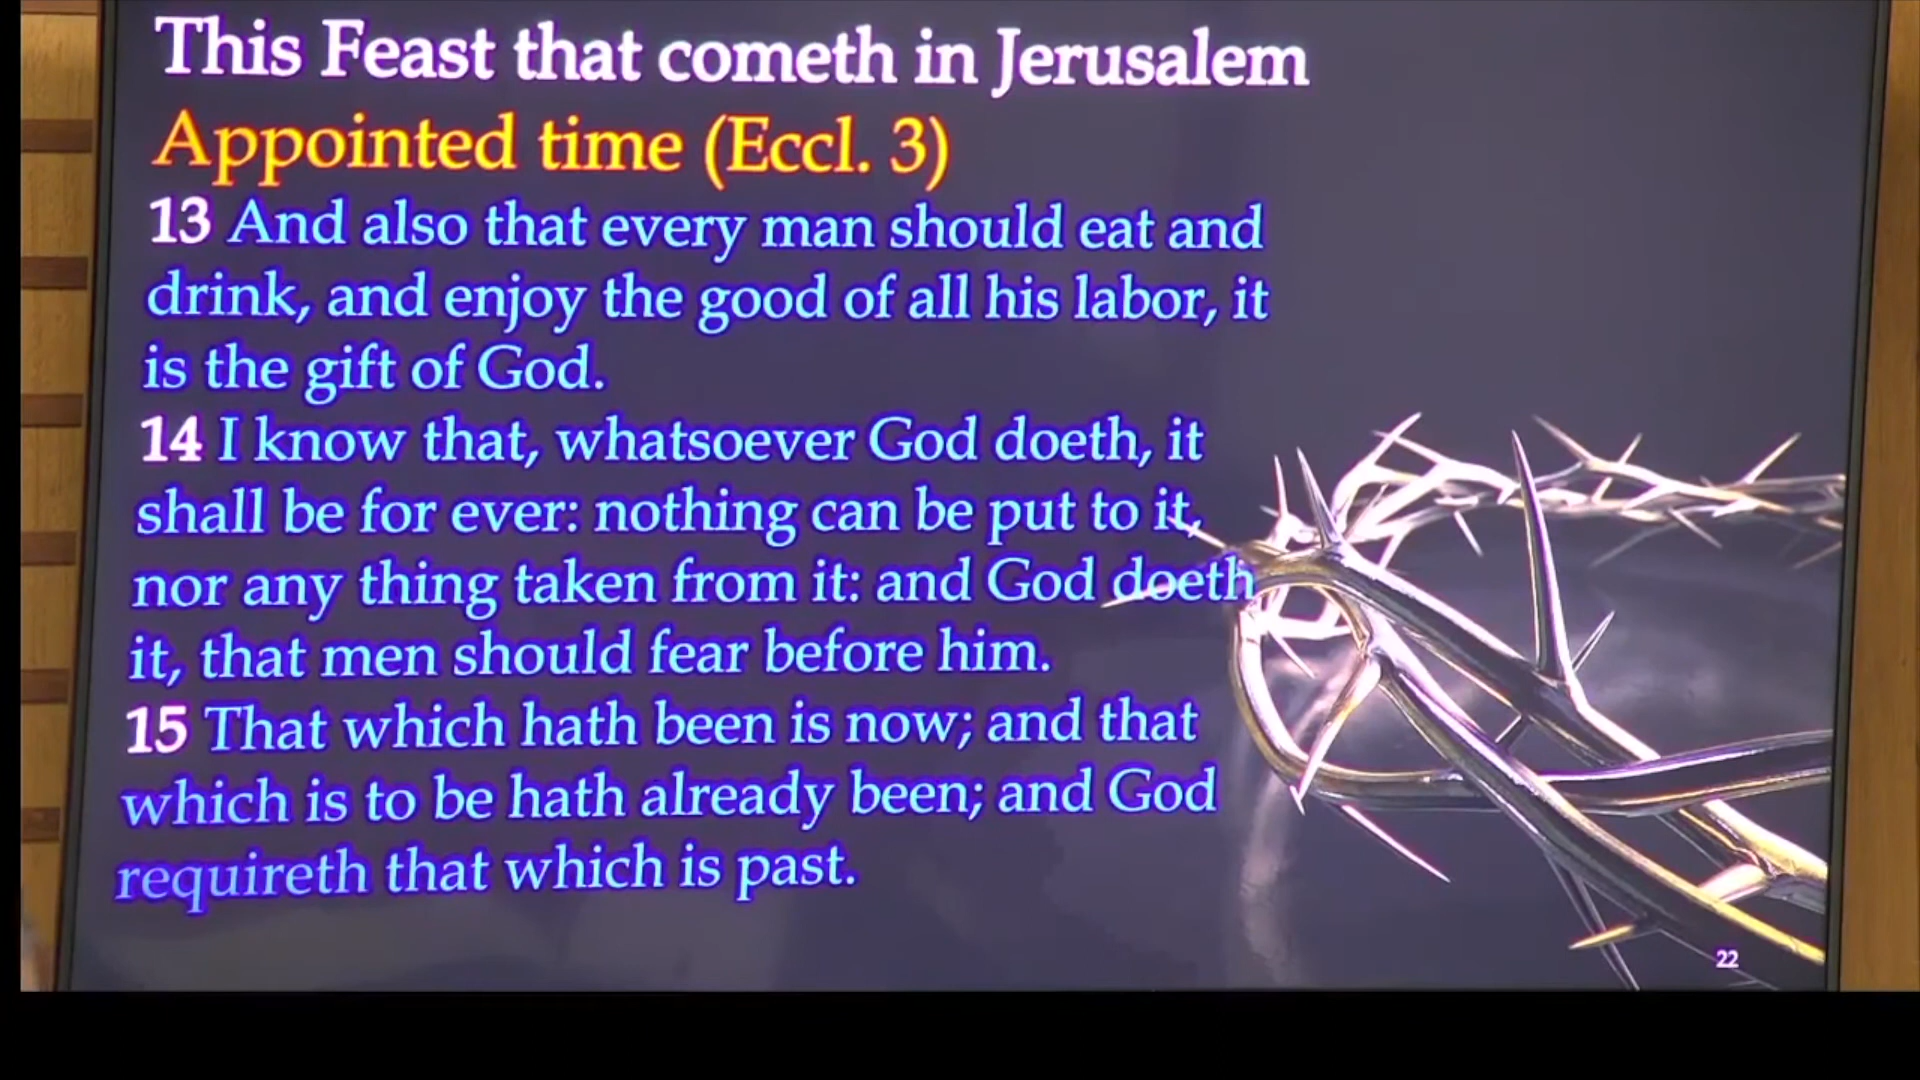 This Feast that cometh in Jerusalem
Appointed time (Eccl. 3)
13 And also that every man should eat and
drink, and enjoy the good of all his labor, it
is the gift of God.
14 I know that, whatsoever God doeth, it
shall be for ever: nothing can be put to it,
nor any thing taken from it: and God doeth
it, that men should fear before him.
15 That which hath been is now; and that
which is to be hath already been; and God
requireth that which is past.
22